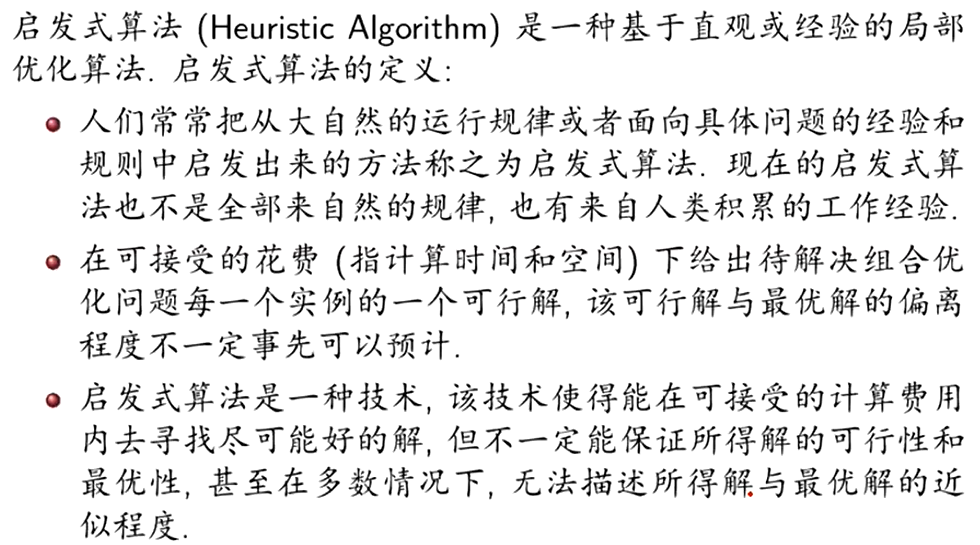 启发式算法 (Heuristic Algorithm) 是一种基于直观或经验的局部
优化算法. 启发式算法的定义:
人们常常把从大自然的运行规律或者面向具体问题的经验和
规则中启发出来的方法称之为启发式算法. 现在的启发式算
法也不是全部来自然的规律, 也有来自人类积累的工作经验.
在可接受的花费 (指计算时间和空间) 下给出待解决组合优
化问题每一个实例的一个可行解, 该可行解与最优解的偏离
程度不一定事先可以预计.
启发式算法是一种技术, 该技术使得能在可接受的计算费用
内去寻找尽可能好的解, 但不一定能保证所得解的可行性和
最优性, 甚至在多数情况下, 无法描述所得解与最优解的近
似程度.